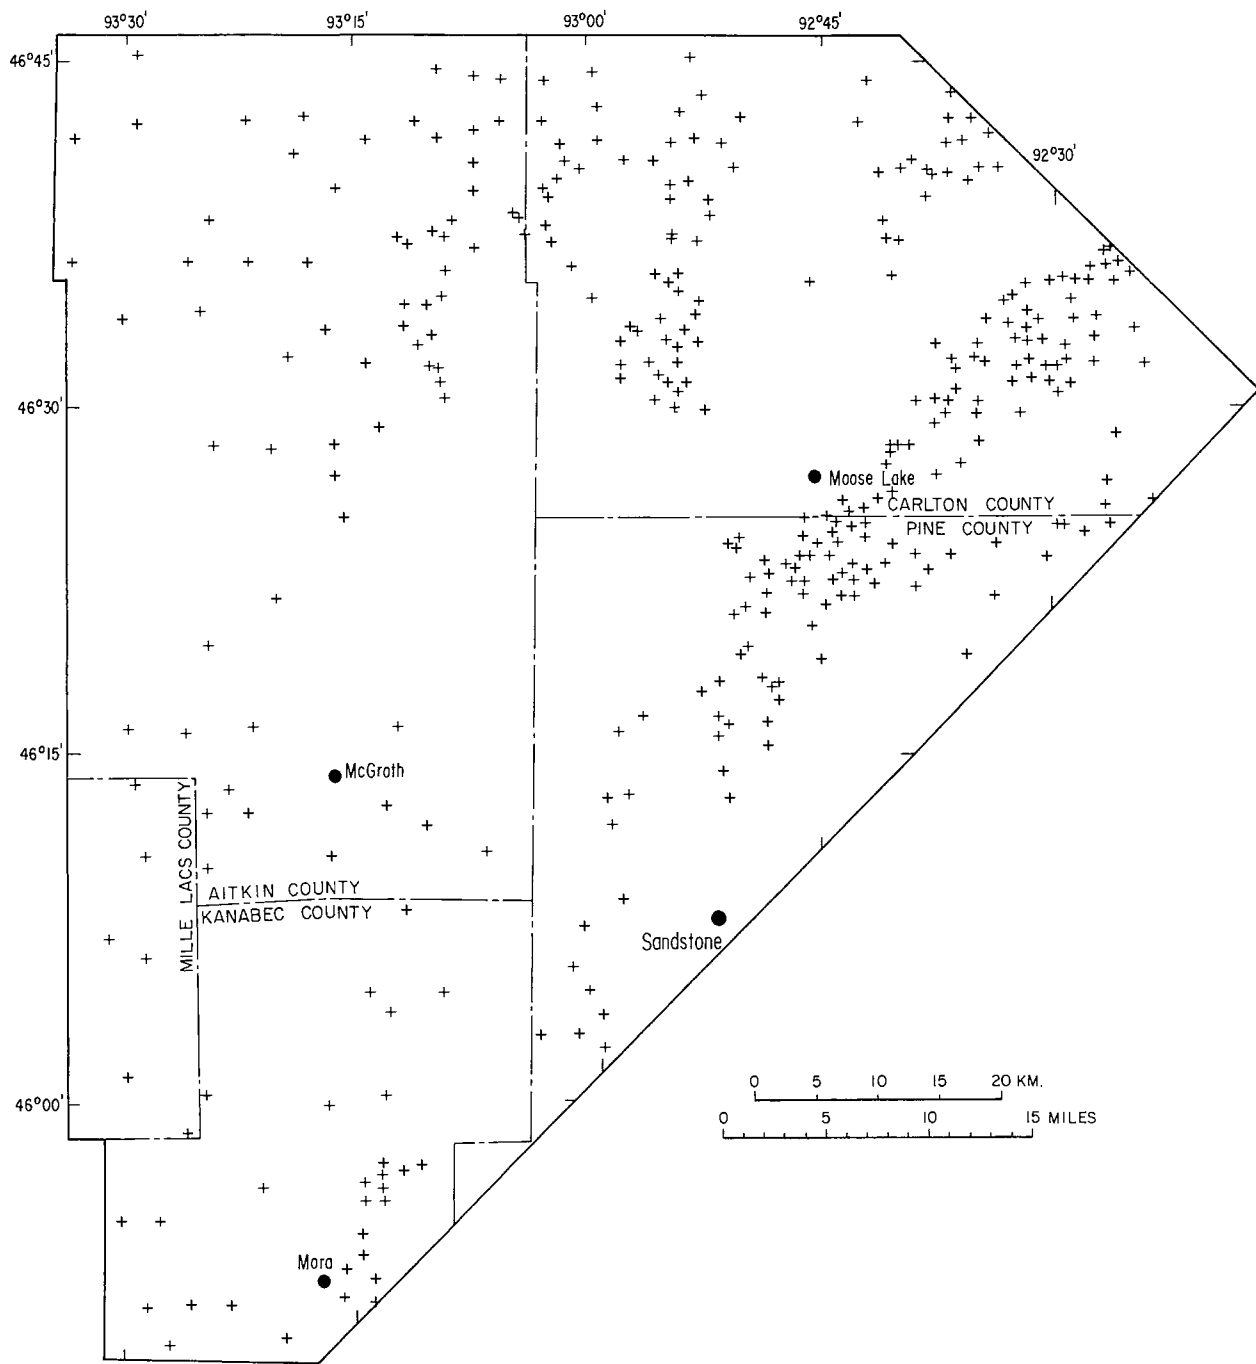 93°30' 93°15' 93°00' 92°45'
46°45'
92°30'
46°30'
Moose Lake
CARLTON COUNTY
PINE COUNTY
46°15'
McGrath
MILLE LACS COUNTY
AITKIN COUNTY
KANABEC COUNTY
Sandstone
46°00'
0 5 10 15 20 KM.
0 5 10 15 MILES
Mora